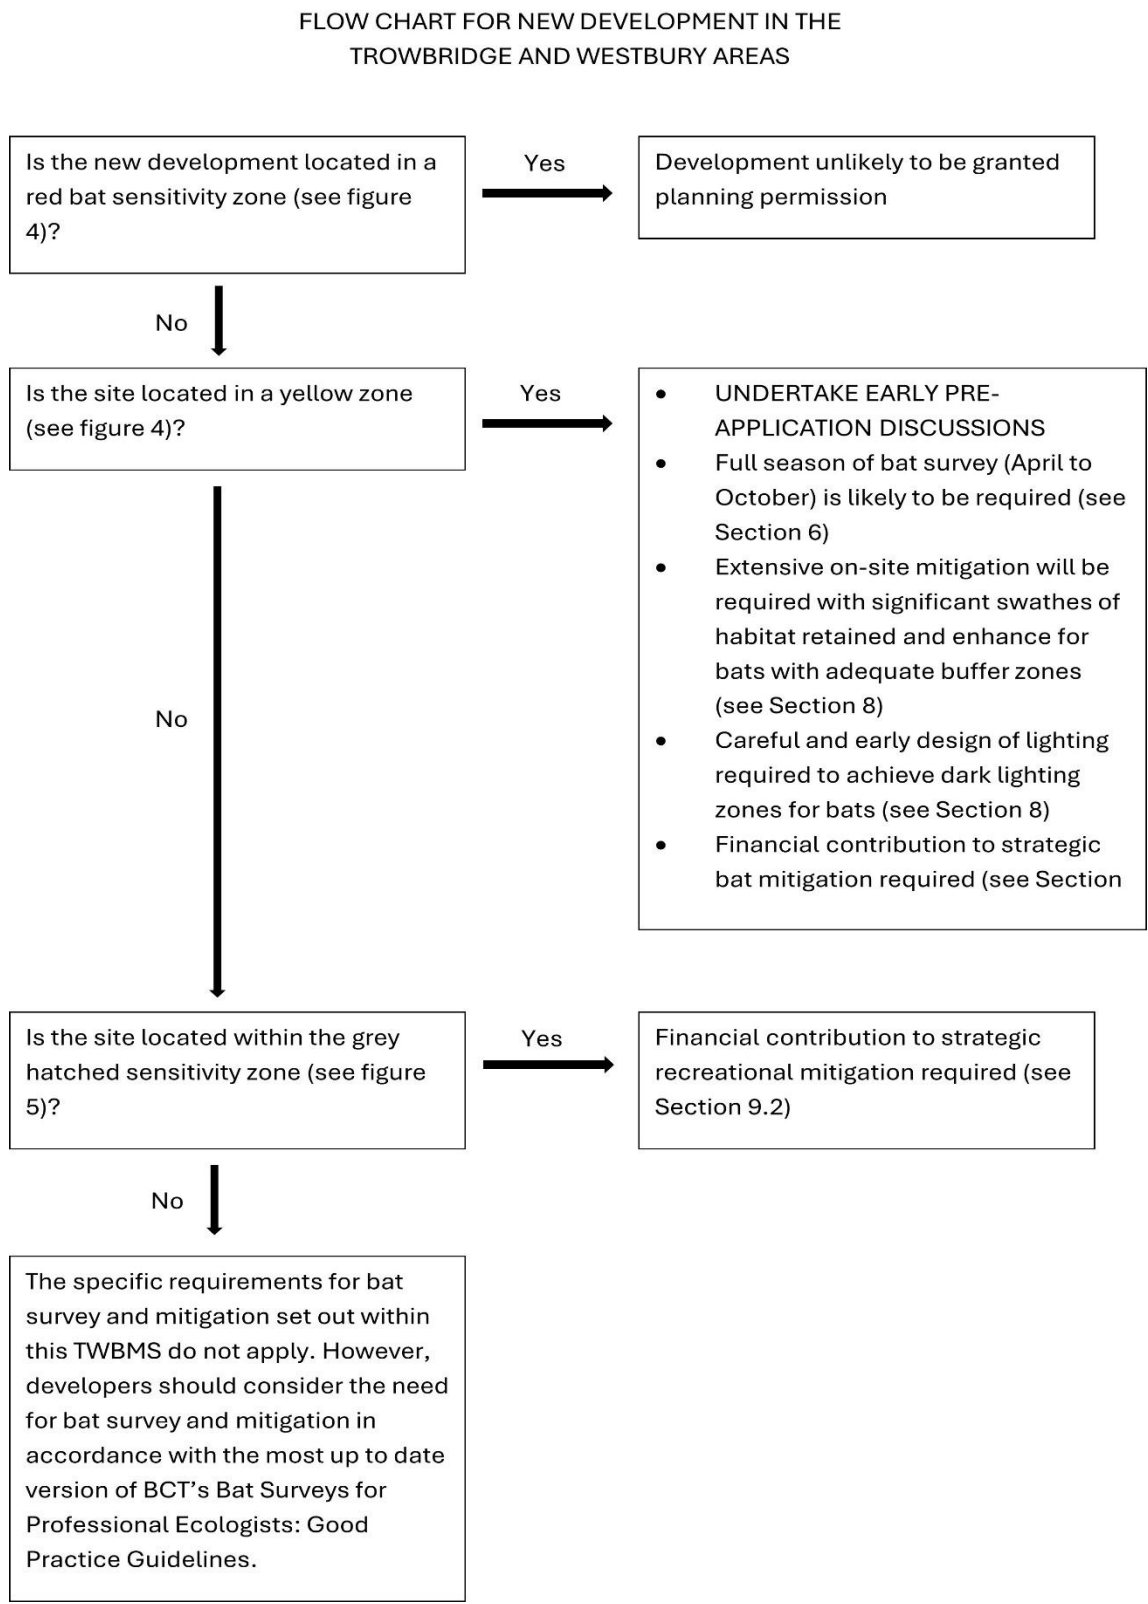 FLOW CHART FOR NEW DEVELOPMENT IN THE
TROWBRIDGE AND WESTBURY AREAS
Is the new development located in a
red bat sensitivity zone (see figure
4)?
Yes
Development unlikely to be granted
planning permission
No
Is the site located in a yellow zone
(see figure 4)?
Yes
• UNDERTAKE EARLY PRE-
APPLICATION DISCUSSIONS
• Full season of bat survey (April to
October) is likely to be required (see
Section 6)
• Extensive on-site mitigation will be
required with significant swathes of
habitat retained and enhance for
bats with adequate buffer zones
(see Section 8)
• Careful and early design of lighting
required to achieve dark lighting
zones for bats (see Section 8)
• Financial contribution to strategic
bat mitigation required (see Section
No
Is the site located within the grey
hatched sensitivity zone (see figure
5)?
Yes
Financial contribution to strategic
recreational mitigation required (see
Section 9.2)
No
The specific requirements for bat
survey and mitigation set out within
this TWBMS do not apply. However,
developers should consider the need
for bat survey and mitigation in
accordance with the most up to date
version of BCT's Bat Surveys for
Professional Ecologists: Good
Practice Guidelines.